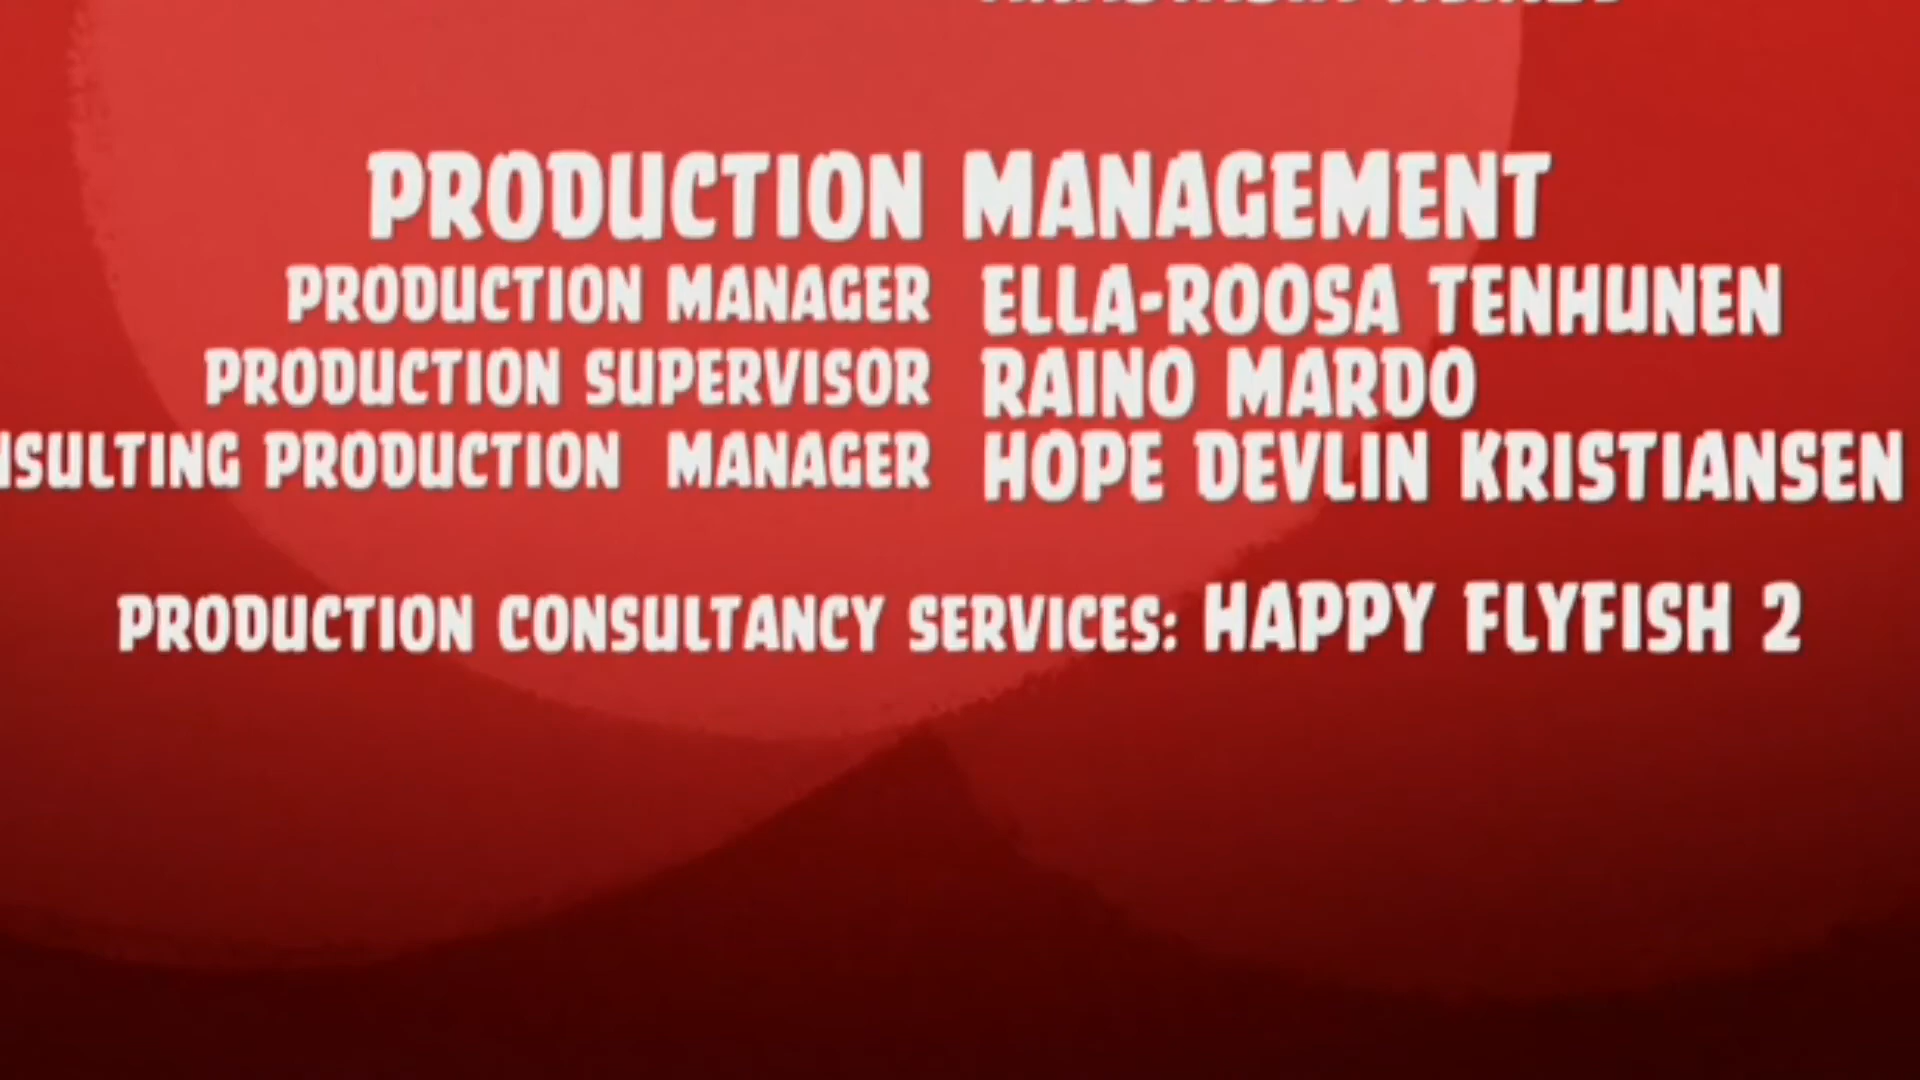 PRODUCTION MANAGEMENT
PRODUCTION MANAGER ELLA-ROOSA TENHUNEN
PRODUCTION SUPERVISOR RAINO MARDO
PRODUCTION MANAGER HOPE DEVLIN KRISTIANSEN
PRODUCTION CONSULTANCY SERVICES: HAPPY FLYFISH 2